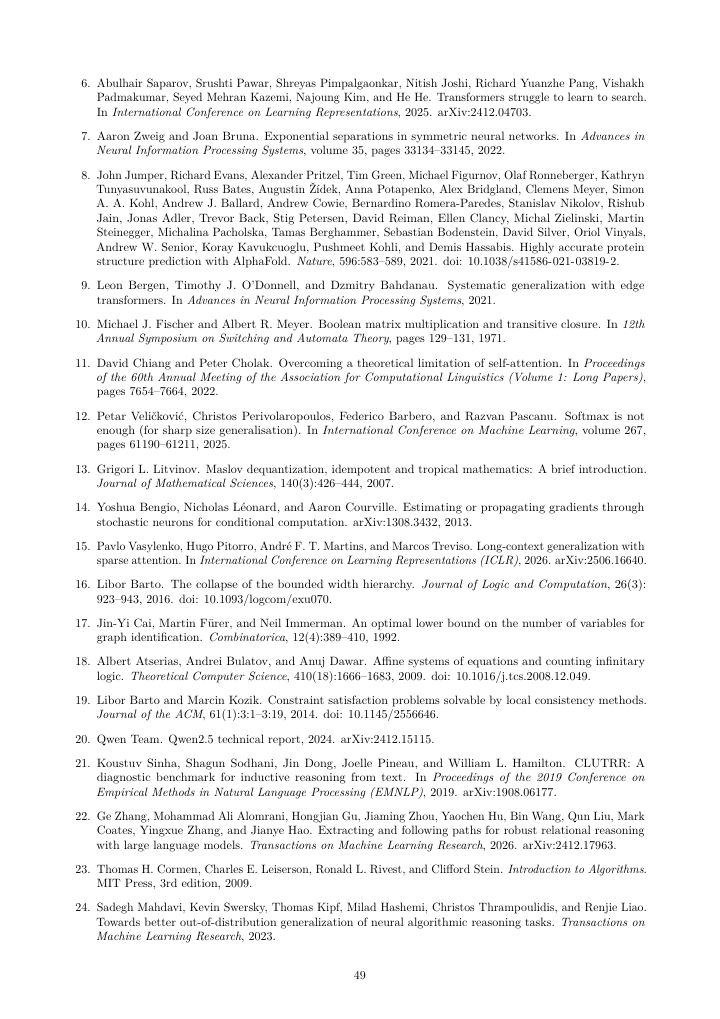 6. Abulhair Saparov, Srushti Pawar, Shreyas Pimpalgaonkar, Nitish Joshi, Richard Yuanzhe Pang, Vishakh
Padmakumar, Seyed Mehran Kazemi, Najoung Kim, and He He. Transformers struggle to learn to search.
In International Conference on Learning Representations, 2025. arXiv:2412.04703.
7. Aaron Zweig and Joan Bruna. Exponential separations in symmetric neural networks. In Advances in
Neural Information Processing Systems, volume 35, pages 33134–33145, 2022.
8. John Jumper, Richard Evans, Alexander Pritzel, Tim Green, Michael Figurnov, Olaf Ronneberger, Kathryn
Tunyasuvunakool, Russ Bates, Augustin Žídek, Anna Potapenko, Alex Bridgland, Clemens Meyer, Simon
A. A. Kohl, Andrew J. Ballard, Andrew Cowie, Bernardino Romera-Paredes, Stanislav Nikolov, Rishub
Jain, Jonas Adler, Trevor Back, Stig Petersen, David Reiman, Ellen Clancy, Michal Zielinski, Martin
Steinegger, Michalina Pacholska, Tamas Berghammer, Sebastian Bodenstein, David Silver, Oriol Vinyals,
Andrew W. Senior, Koray Kavukcuoglu, Pushmeet Kohli, and Demis Hassabis. Highly accurate protein
structure prediction with AlphaFold. Nature, 596:583–589, 2021. doi: 10.1038/s41586-021-03819-2.
9. Leon Bergen, Timothy J. O'Donnell, and Dzmitry Bahdanau. Systematic generalization with edge
transformers. In Advances in Neural Information Processing Systems, 2021.
10. Michael J. Fischer and Albert R. Meyer. Boolean matrix multiplication and transitive closure. In 12th
Annual Symposium on Switching and Automata Theory, pages 129–131, 1971.
11. David Chiang and Peter Cholak. Overcoming a theoretical limitation of self-attention. In Proceedings
of the 60th Annual Meeting of the Association for Computational Linguistics (Volume 1: Long Papers),
pages 7654–7664, 2022.
12. Petar Veličković, Christos Perivolaropoulos, Federico Barbero, and Razvan Pascanu. Softmax is not
enough (for sharp size generalisation). In International Conference on Machine Learning, volume 267,
pages 61190–61211, 2025.
13. Grigori L. Litvinov. Maslov dequantization, idempotent and tropical mathematics: A brief introduction.
Journal of Mathematical Sciences, 140(3):426–444, 2007.
14. Yoshua Bengio, Nicholas Léonard, and Aaron Courville. Estimating or propagating gradients through
stochastic neurons for conditional computation. arXiv:1308.3432, 2013.
15. Pavlo Vasylenko, Hugo Pitorro, André F. T. Martins, and Marcos Treviso. Long-context generalization with
sparse attention. In International Conference on Learning Representations (ICLR), 2026. arXiv:2506.16640.
16. Libor Barto. The collapse of the bounded width hierarchy. Journal of Logic and Computation, 26(3):
923–943, 2016. doi: 10.1093/logcom/exu070.
17. Jin-Yi Cai, Martin Fürer, and Neil Immerman. An optimal lower bound on the number of variables for
graph identification. Combinatorica, 12(4):389–410, 1992.
18. Albert Atserias, Andrei Bulatov, and Anuj Dawar. Affine systems of equations and counting infinitary
logic. Theoretical Computer Science, 410(18):1666–1683, 2009. doi: 10.1016/j.tcs.2008.12.049.
19. Libor Barto and Marcin Kozik. Constraint satisfaction problems solvable by local consistency methods.
Journal of the ACM, 61(1):3:1–3:19, 2014. doi: 10.1145/2556646.
20. Qwen Team. Qwen2.5 technical report, 2024. arXiv:2412.15115.
21. Koustuv Sinha, Shagun Sodhani, Jin Dong, Joelle Pineau, and William L. Hamilton. CLUTRR: A
diagnostic benchmark for inductive reasoning from text. In Proceedings of the 2019 Conference on
Empirical Methods in Natural Language Processing (EMNLP), 2019. arXiv:1908.06177.
22. Ge Zhang, Mohammad Ali Alomrani, Hongjian Gu, Jiaming Zhou, Yaochen Hu, Bin Wang, Qun Liu, Mark
Coates, Yingxue Zhang, and Jianye Hao. Extracting and following paths for robust relational reasoning
with large language models. Transactions on Machine Learning Research, 2026. arXiv:2412.17963.
23. Thomas H. Cormen, Charles E. Leiserson, Ronald L. Rivest, and Clifford Stein. Introduction to Algorithms.
MIT Press, 3rd edition, 2009.
24. Sadegh Mahdavi, Kevin Swersky, Thomas Kipf, Milad Hashemi, Christos Thrampoulidis, and Renjie Liao.
Towards better out-of-distribution generalization of neural algorithmic reasoning tasks. Transactions on
Machine Learning Research, 2023.
49